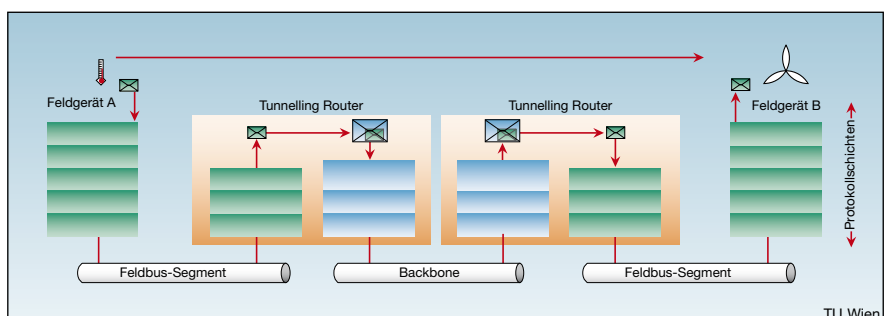 Feldgerät A
Tunnelling Router
Tunnelling Router
Feldgerät B
Protokollschichten
Feldbus-Segment
Backbone
Feldbus-Segment
TU Wien